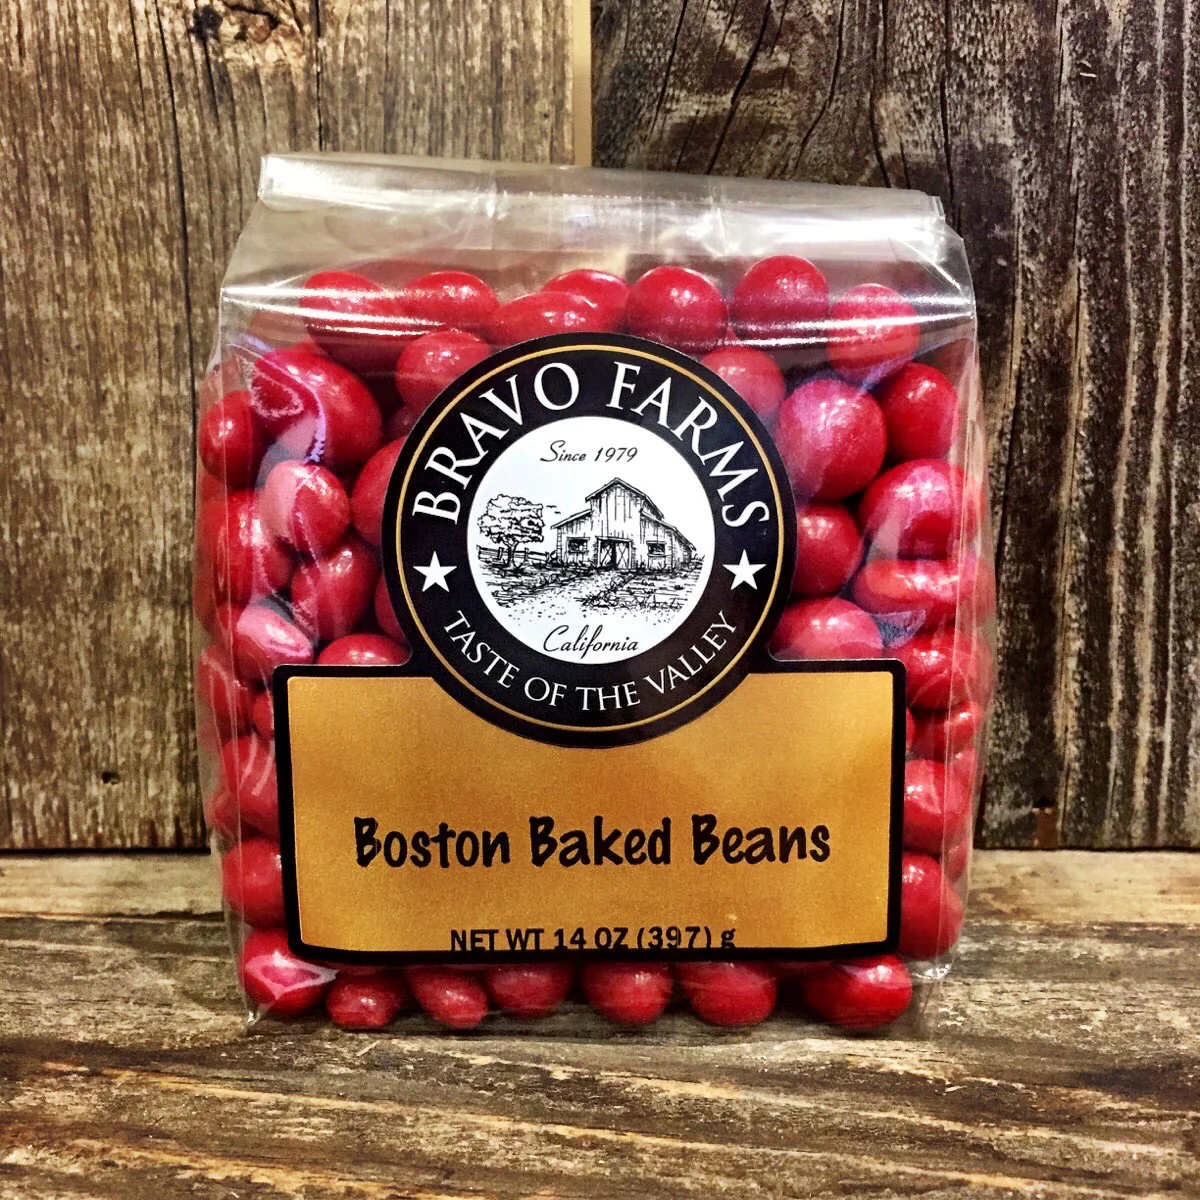 BRAVO FARMS
Since 1979
California
TASTE OF THE VALLEY
Boston Baked Beans
NET WT 14 OZ (397) g